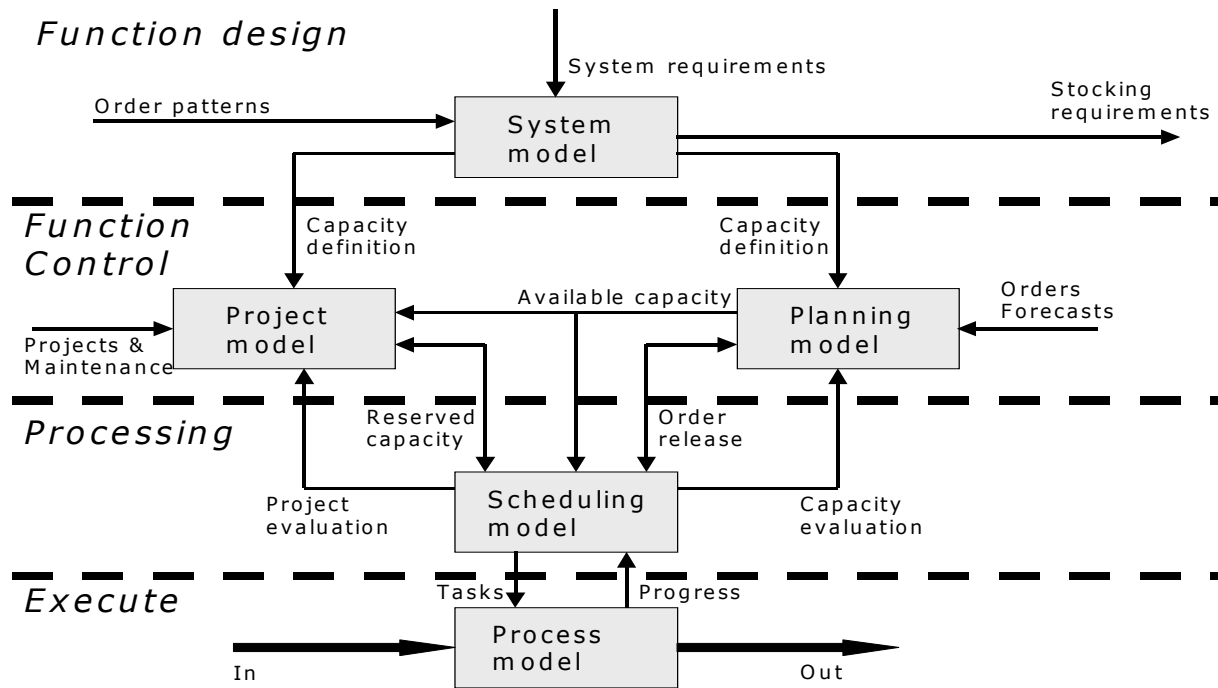 Function design
System requirements
Order patterns
Stocking
requirements
System
model
Function
Control
Capacity
definition
Capacity
definition
Project
model
Available capacity
Planning
model
Orders
Forecasts
Projects &
Maintenance
Processing
Reserved
capacity
Order
release
Project
evaluation
Scheduling
model
Capacity
evaluation
Execute
Tasks
Progress
Process
model
In
Out